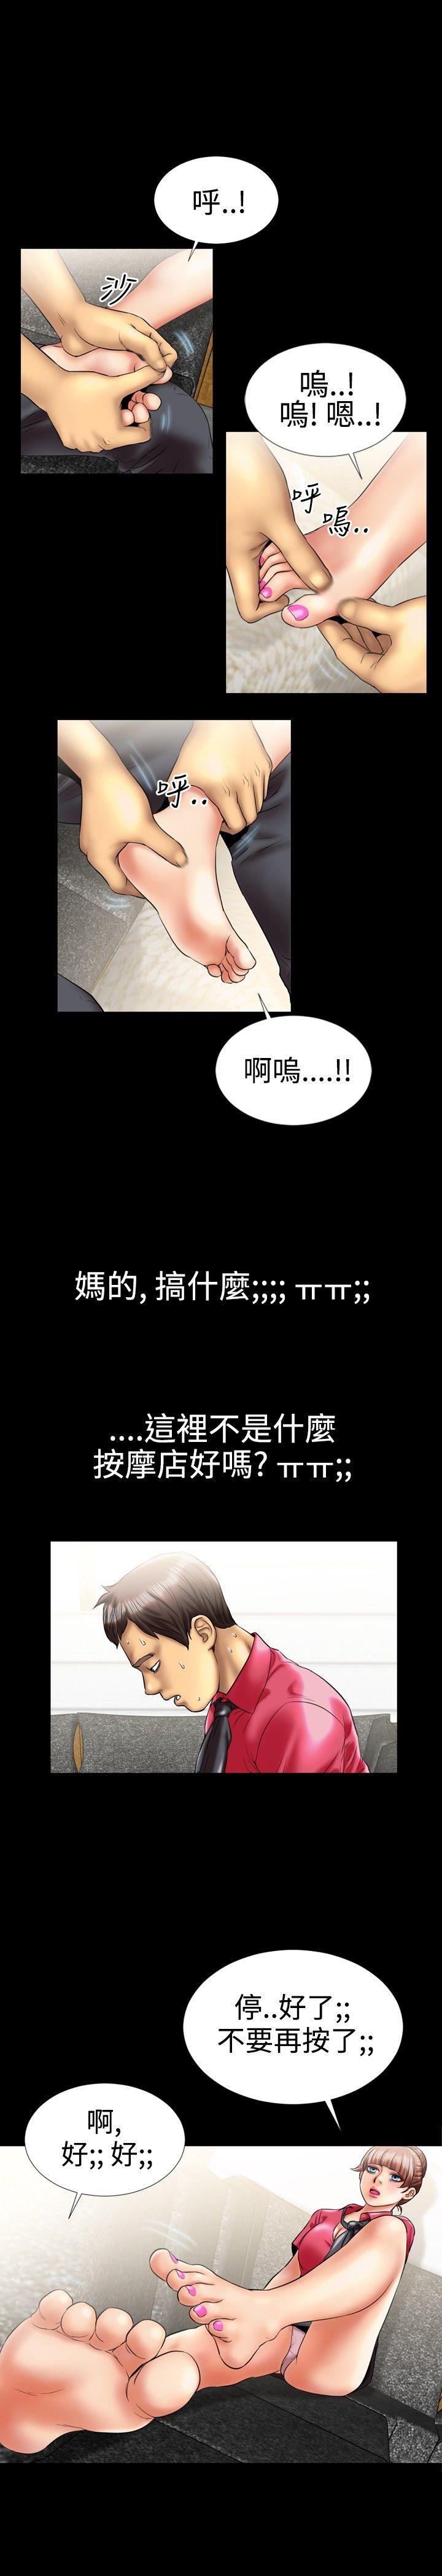 呼..!
沙
嗚..!
嗚! 嗯..!
呼
嗚..
呼..
啊嗚....!!
媽的, 搞什麼;;;; ㅠㅠ;;
....這裡不是什麼
按摩店好嗎? ㅠㅠ;;
停..好了;;
不要再按了;;
啊,
好;; 好;;